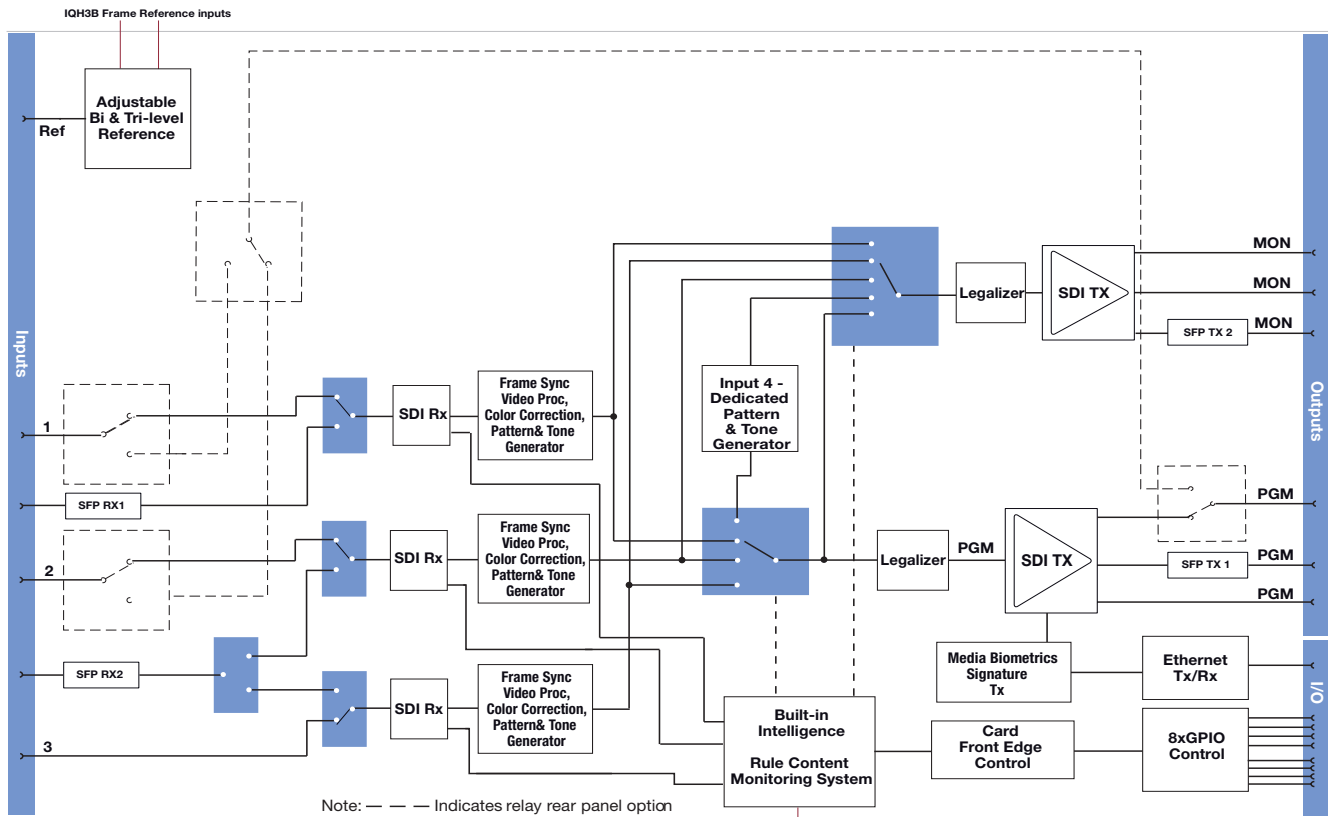 IQH3B Frame Reference inputs
Adjustable
Bi & Tri-level
Reference
Ref
Inputs
1
SFP RX1
2
SFP RX2
3
SDI Rx
Frame Sync
Video Proc,
Color Correction,
Pattern& Tone
Generator
SDI Rx
Frame Sync
Video Proc,
Color Correction,
Pattern& Tone
Generator
SDI Rx
Frame Sync
Video Proc,
Color Correction,
Pattern& Tone
Generator
Input 4 -
Dedicated
Pattern
& Tone
Generator
Legalizer
SDI TX
MON
MON
SFP TX 2
MON
Legalizer
PGM
SDI TX
PGM
SFP TX 1
PGM
PGM
Outputs
Media Biometrics
Signature
Tx
Ethernet
Tx/Rx
I/O
Built-in
Intelligence
Rule Content
Monitoring System
Card
Front Edge
Control
8xGPIO
Control
Note: — — — Indicates relay rear panel option